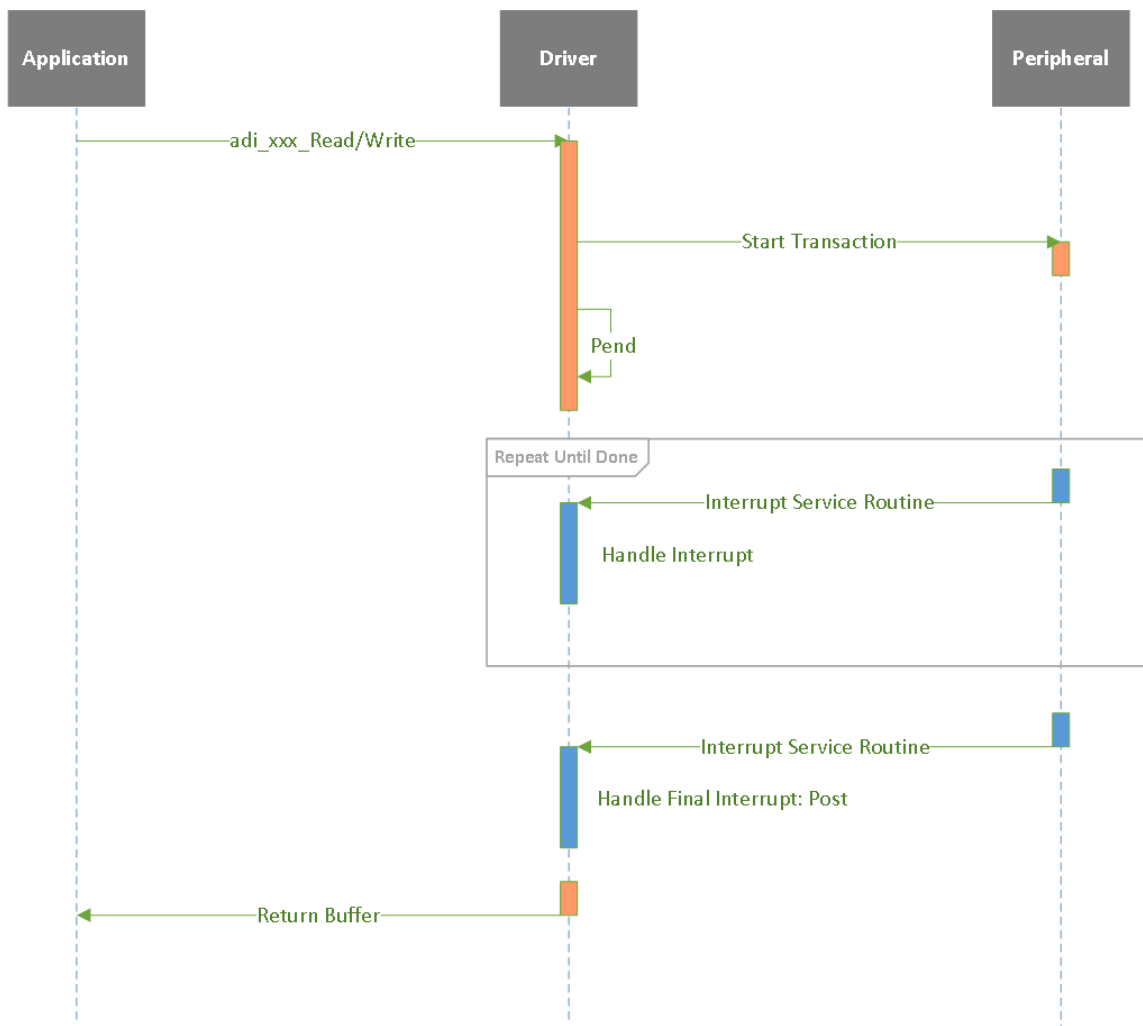 Application
Driver
Peripheral
adi_xxx_Read/Write
Start Transaction
Pend
Repeat Until Done
Interrupt Service Routine
Handle Interrupt
Interrupt Service Routine
Handle Final Interrupt: Post
Return Buffer